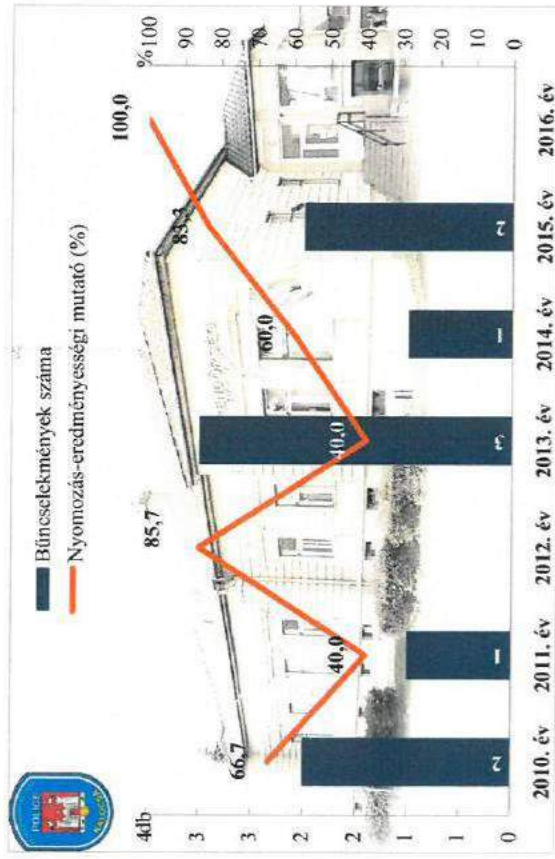 POLICE
KALOCSA
Bűncselekmények száma
Nyomozás-eredményességi mutató (%)
4db
3
3
2
2
1
1
0
%100
90
80
70
60
50
40
30
20
10
0
66,7
40,0
85,7
40,0
60,0
83,3
100,0
2
1
3
1
2
2010. év
2011. év
2012. év
2013. év
2014. év
2015. év
2016. év